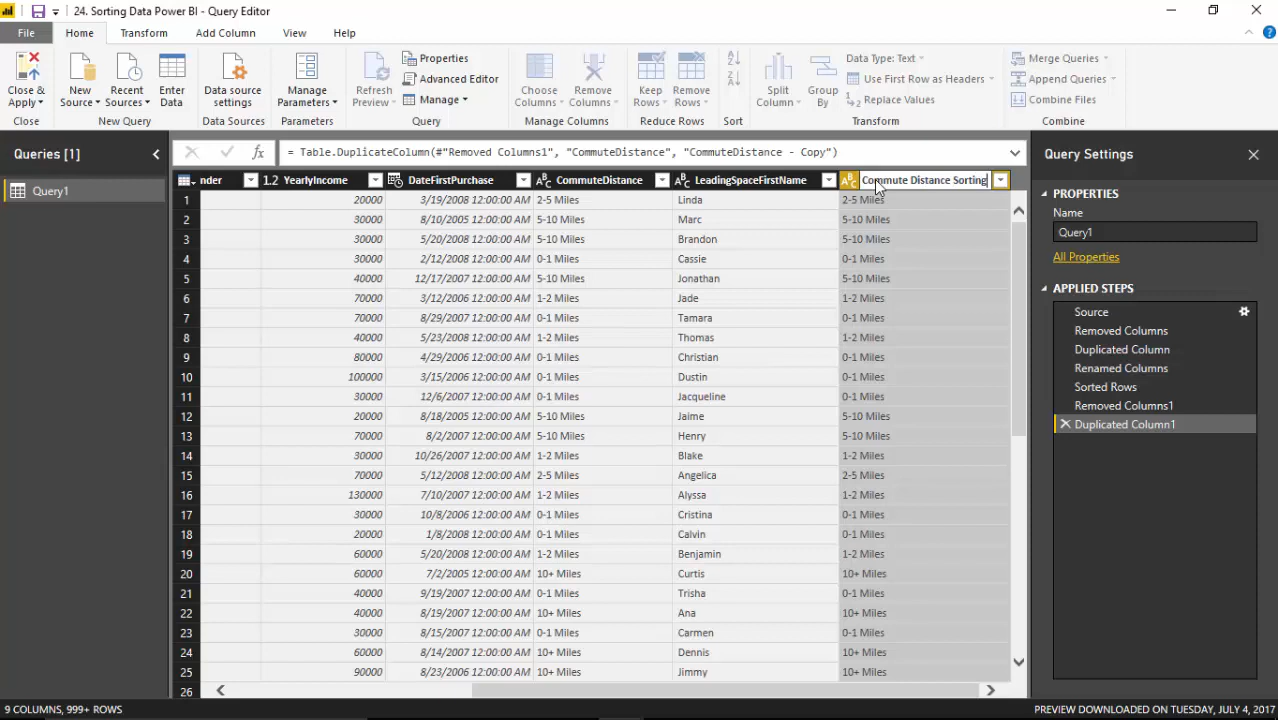 24. Sorting Data Power BI - Query Editor
File Home Transform Add Column View Help
Close & Apply
New Source
Recent Sources
Enter Data
Data source settings
Manage Parameters
Refresh Preview
Properties
Advanced Editor
Manage
Choose Columns
Remove Columns
Keep Rows
Remove Rows
Split Column
Group By
Data Type: Text
Use First Row as Headers
Replace Values
Merge Queries
Append Queries
Combine Files
Close New Query Data Sources Parameters Query Manage Columns Reduce Rows Sort Transform Combine
Queries [1]
Query1
fx = Table.DuplicateColumn(#"Removed Columns1", "CommuteDistance", "CommuteDistance - Copy")
nder 1.2 YearlyIncome DateFirstPurchase ABC CommuteDistance ABC LeadingSpaceFirstName ABC Commute Distance Sorting
1 20000 3/19/2008 12:00:00 AM 2-5 Miles Linda 2-5 Miles
2 30000 8/10/2005 12:00:00 AM 5-10 Miles Marc 5-10 Miles
3 30000 5/20/2008 12:00:00 AM 5-10 Miles Brandon 5-10 Miles
4 30000 2/12/2008 12:00:00 AM 0-1 Miles Cassie 0-1 Miles
5 40000 12/17/2007 12:00:00 AM 5-10 Miles Jonathan 5-10 Miles
6 70000 3/12/2006 12:00:00 AM 1-2 Miles Jade 1-2 Miles
7 70000 8/29/2007 12:00:00 AM 0-1 Miles Tamara 0-1 Miles
8 40000 5/23/2008 12:00:00 AM 1-2 Miles Thomas 1-2 Miles
9 80000 4/29/2006 12:00:00 AM 0-1 Miles Christian 0-1 Miles
10 100000 3/15/2006 12:00:00 AM 0-1 Miles Dustin 0-1 Miles
11 30000 12/6/2007 12:00:00 AM 0-1 Miles Jacqueline 0-1 Miles
12 20000 8/18/2005 12:00:00 AM 5-10 Miles Jaime 5-10 Miles
13 70000 8/2/2007 12:00:00 AM 5-10 Miles Henry 5-10 Miles
14 30000 10/26/2007 12:00:00 AM 1-2 Miles Blake 1-2 Miles
15 70000 5/12/2008 12:00:00 AM 2-5 Miles Angelica 2-5 Miles
16 130000 7/10/2007 12:00:00 AM 1-2 Miles Alyssa 1-2 Miles
17 30000 10/8/2006 12:00:00 AM 0-1 Miles Cristina 0-1 Miles
18 20000 1/8/2008 12:00:00 AM 0-1 Miles Calvin 0-1 Miles
19 60000 5/20/2008 12:00:00 AM 1-2 Miles Benjamin 1-2 Miles
20 60000 7/2/2005 12:00:00 AM 10+ Miles Curtis 10+ Miles
21 40000 9/19/2007 12:00:00 AM 0-1 Miles Trisha 0-1 Miles
22 40000 8/19/2007 12:00:00 AM 10+ Miles Ana 10+ Miles
23 30000 8/15/2007 12:00:00 AM 0-1 Miles Carmen 0-1 Miles
24 60000 8/14/2007 12:00:00 AM 10+ Miles Dennis 10+ Miles
25 90000 8/23/2006 12:00:00 AM 10+ Miles Jimmy 10+ Miles
26
Query Settings
PROPERTIES
Name
Query1
All Properties
APPLIED STEPS
Source
Removed Columns
Duplicated Column
Renamed Columns
Sorted Rows
Removed Columns1
Duplicated Column1
9 COLUMNS, 999+ ROWS
PREVIEW DOWNLOADED ON TUESDAY, JULY 4, 2017